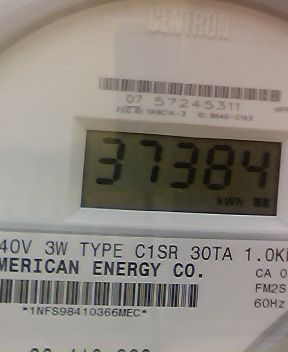 CENTRON
07 57245311
37384
kWh
40V 3W TYPE C1SR 30TA 1.0K
MERICAN ENERGY CO.
CA 0
FM2S
60Hz
*1NFS98410366MEC*